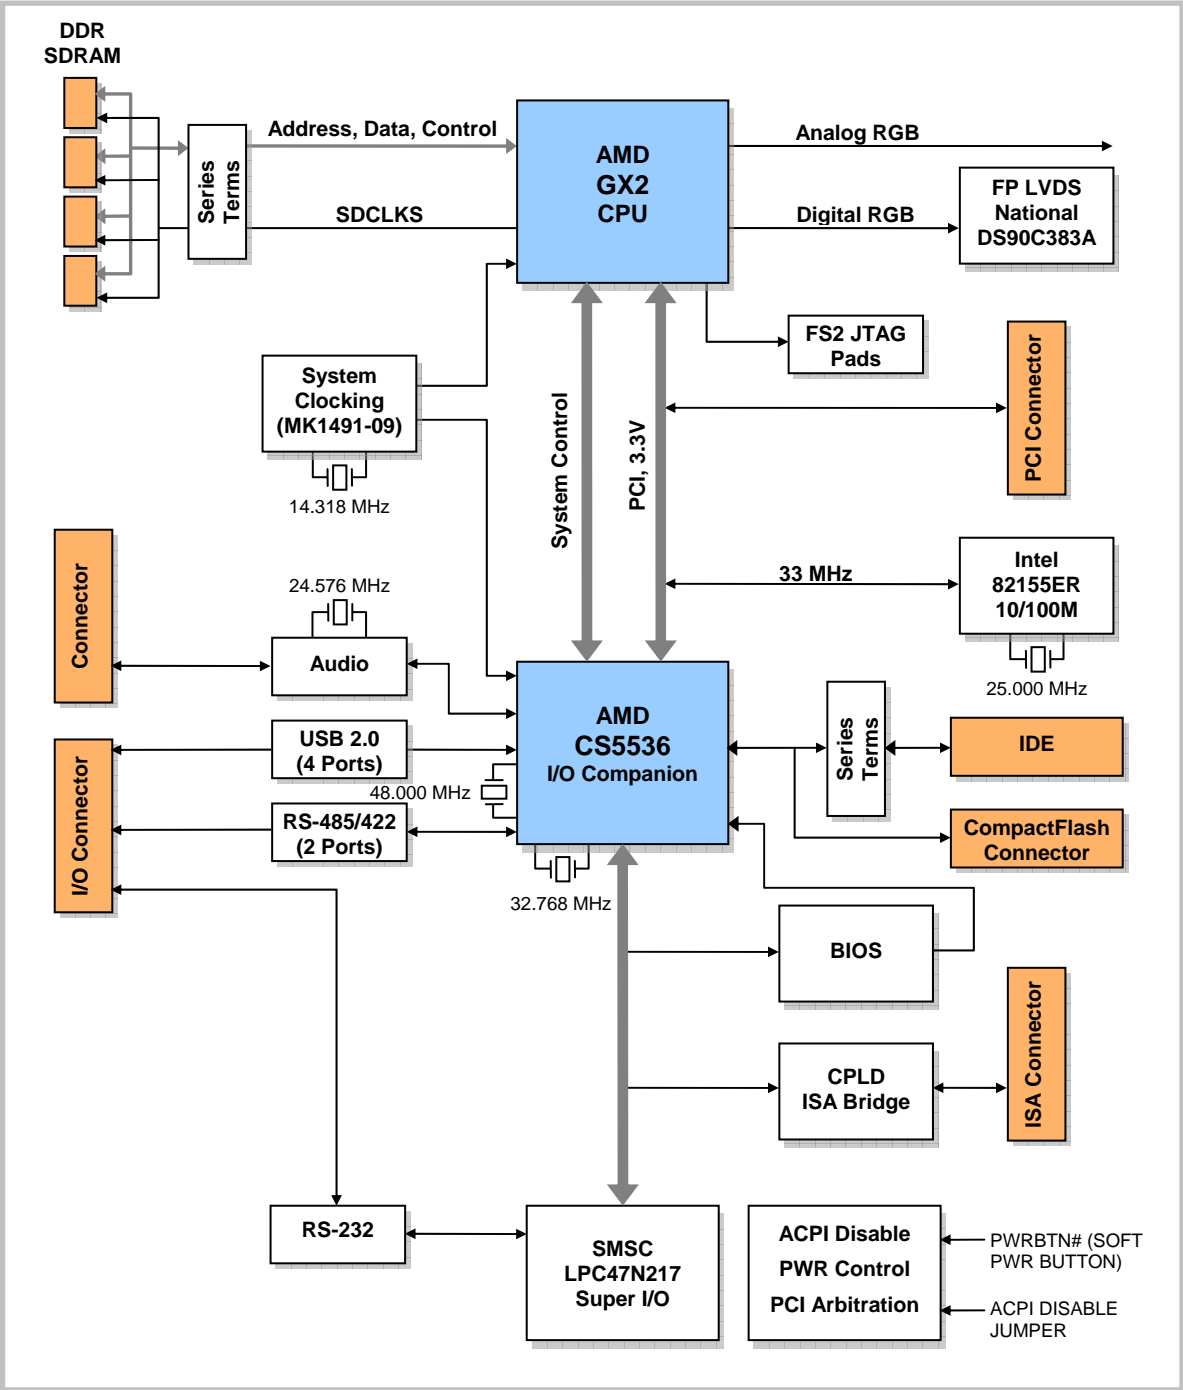 DDR
SDRAM
Series
Terms
Address, Data, Control
SDCLKS
AMD
GX2
CPU
Analog RGB
Digital RGB
FP LVDS
National
DS90C383A
FS2 JTAG
Pads
System
Clocking
(MK1491-09)
14.318 MHz
System Control
PCI, 3.3V
PCI Connector
33 MHz
Intel
82155ER
10/100M
25.000 MHz
Connector
24.576 MHz
Audio
AMD
CS5536
I/O Companion
USB 2.0
(4 Ports)
48.000 MHz
RS-485/422
(2 Ports)
I/O Connector
32.768 MHz
Series
Terms
IDE
CompactFlash
Connector
BIOS
CPLD
ISA Bridge
ISA Connector
RS-232
SMSC
LPC47N217
Super I/O
ACPI Disable
PWR Control
PCI Arbitration
PWRBTN# (SOFT
PWR BUTTON)
ACPI DISABLE
JUMPER